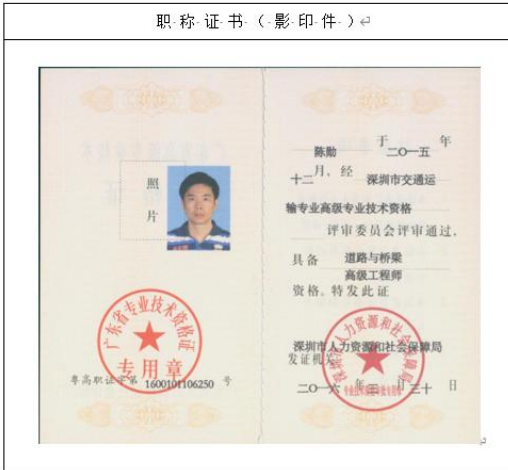 职称证书（影印件）
照
片
广东省专业技术资格证
专用章
粤高职证字第 1600101106250 号
陈勋 于 二〇一五 年
十二 月，经 深圳市交通运
输专业高级专业技术资格
评审委员会评审通过，
具备 道路与桥梁
高级工程师
资格。特发此证
深圳市人力资源和社会保障局
发证机关
二〇一六 年 三 月 三十 日